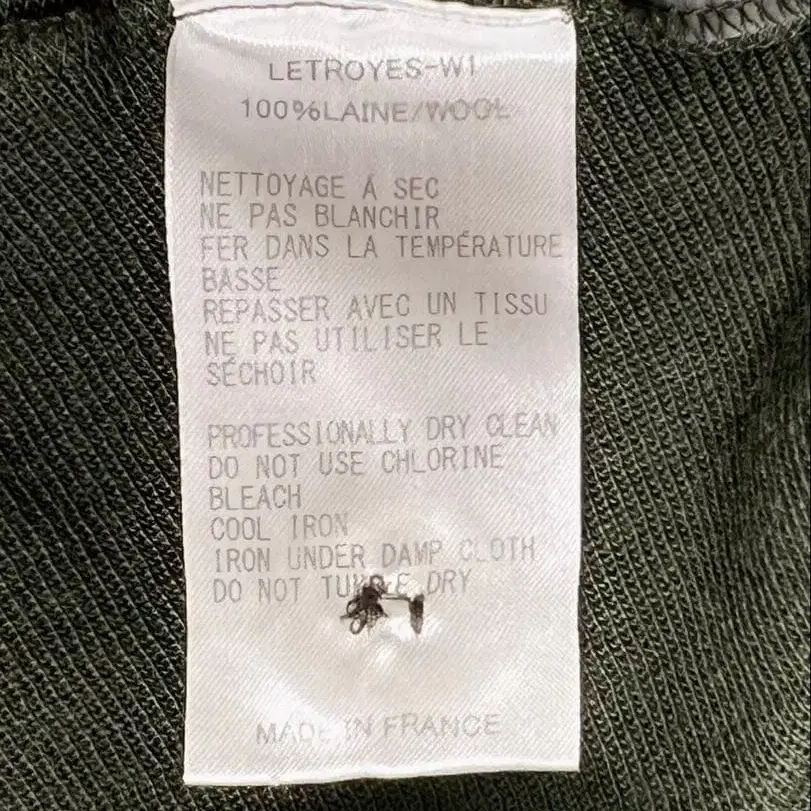 LETROYES-W1
100%LAINE/WOOL
NETTOYAGE À SEC
NE PAS BLANCHIR
FER DANS LA TEMPÉRATURE
BASSE
REPASSER AVEC UN TISSU
NE PAS UTILISER LE
SÉCHOIR
PROFESSIONALLY DRY CLEAN
DO NOT USE CHLORINE
BLEACH
COOL IRON
IRON UNDER DAMP CLOTH
DO NOT DRY
MADE IN FRANCE